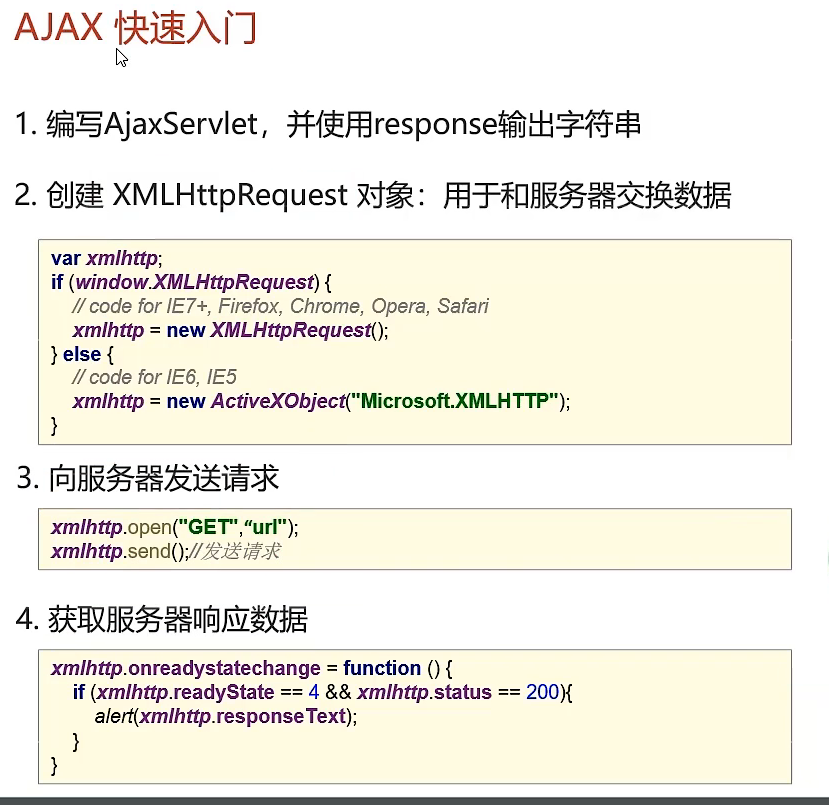 AJAX 快速入门
1. 编写AjaxServlet，并使用response输出字符串
2. 创建 XMLHttpRequest 对象：用于和服务器交换数据
var xmlhttp;
if (window.XMLHttpRequest) {
// code for IE7+, Firefox, Chrome, Opera, Safari
xmlhttp = new XMLHttpRequest();
} else {
// code for IE6, IE5
xmlhttp = new ActiveXObject("Microsoft.XMLHTTP");
}
3. 向服务器发送请求
xmlhttp.open("GET",“url");
xmlhttp.send();//发送请求
4. 获取服务器响应数据
xmlhttp.onreadystatechange = function () {
if (xmlhttp.readyState == 4 && xmlhttp.status == 200){
alert(xmlhttp.responseText);
}
}